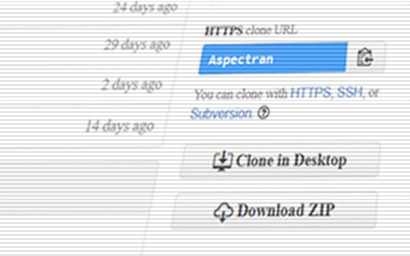 24 days ago
29 days ago
2 days ago
14 days ago
HTTPS clone URL
Aspectran
You can clone with HTTPS, SSH, or
Subversion.
Clone in Desktop
Download ZIP